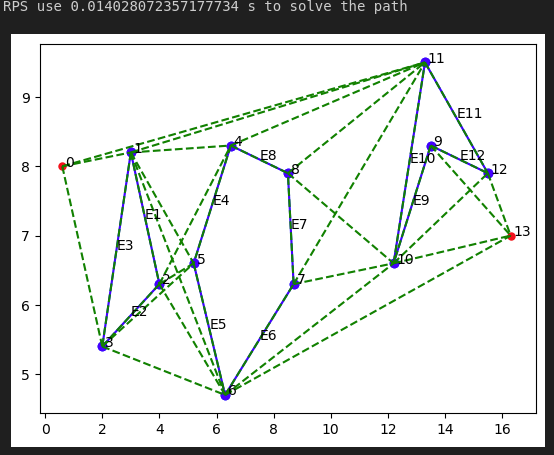 RPS use 0.014028072357177734 s to solve the path
11
9
E11
4
9
1
E8
E12
E10
0
8
12
8
E1
E4
E9
E3
E7
13
7
5
10
2
7
6
E2
E5
E6
3
5
6
0 2 4 6 8 10 12 14 16